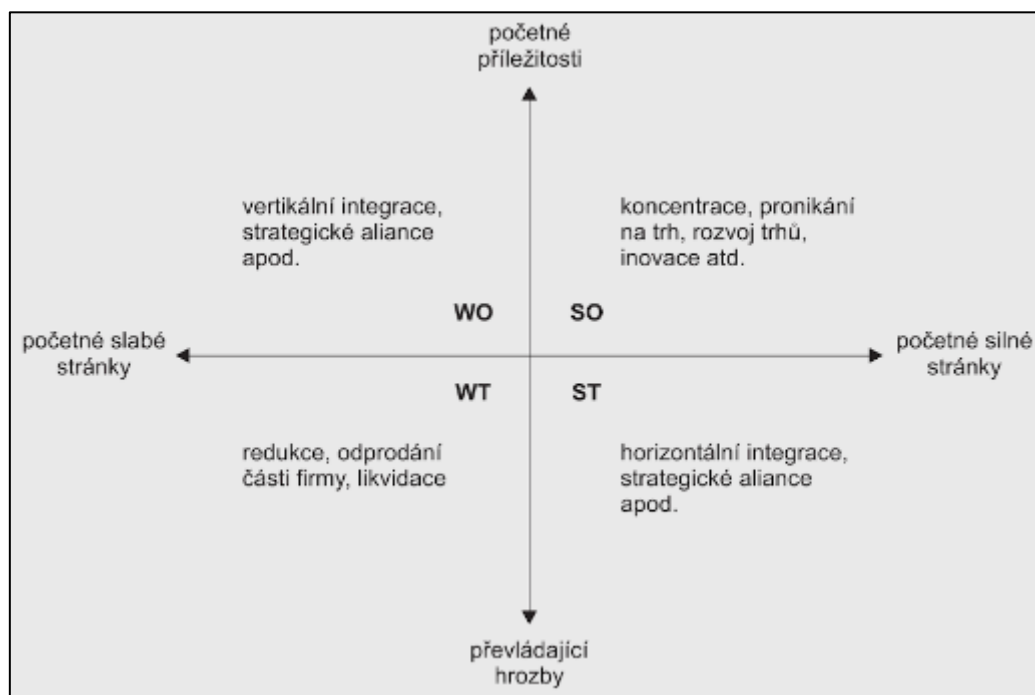 početné
příležitosti
vertikální integrace,
strategické aliance
apod.
koncentrace, pronikání
na trh, rozvoj trhů,
inovace atd.
WO
SO
početné slabé
stránky
početné silné
stránky
WT
ST
redukce, odprodání
části firmy, likvidace
horizontální integrace,
strategické aliance
apod.
převládající
hrozby